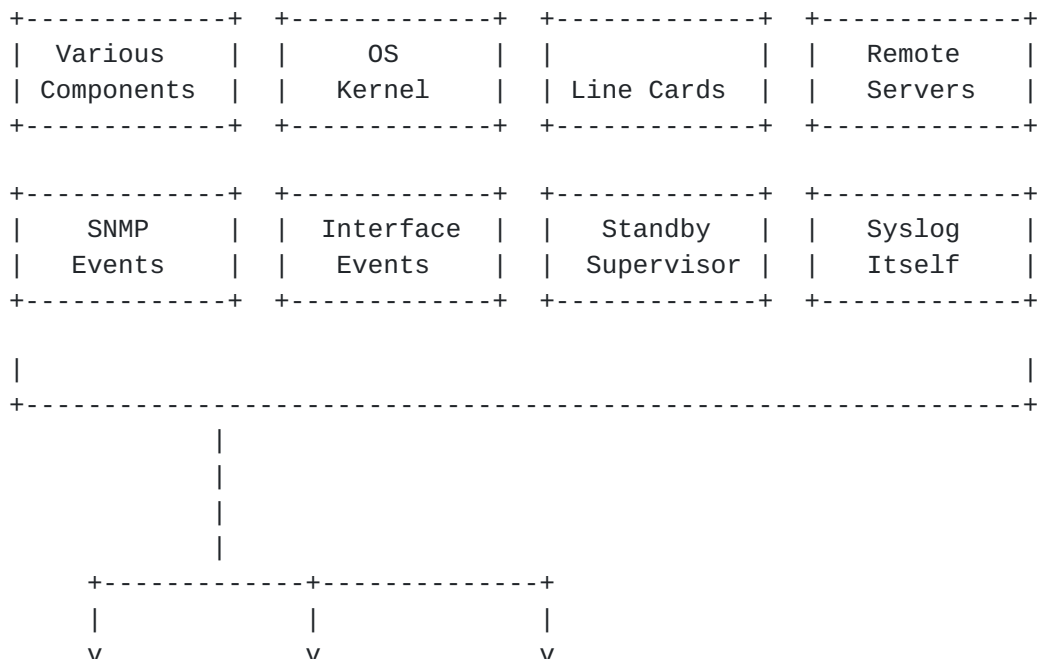 +-------------+  +-------------+  +-------------+  +-------------+
|   Various   |  |     OS      |  |             |  |   Remote    |
| Components  |  |   Kernel    |  | Line Cards  |  |   Servers   |
+-------------+  +-------------+  +-------------+  +-------------+
+-------------+  +-------------+  +-------------+  +-------------+
|    SNMP     |  |  Interface  |  |   Standby   |  |   Syslog    |
|   Events    |  |   Events    |  |  Supervisor |  |   Itself    |
+-------------+  +-------------+  +-------------+  +-------------+
|                                                                |
+----------------------------------------------------------------+
             |
             |
             |
             |
     +-------------+--------------+
     |             |              |
     v             v              v